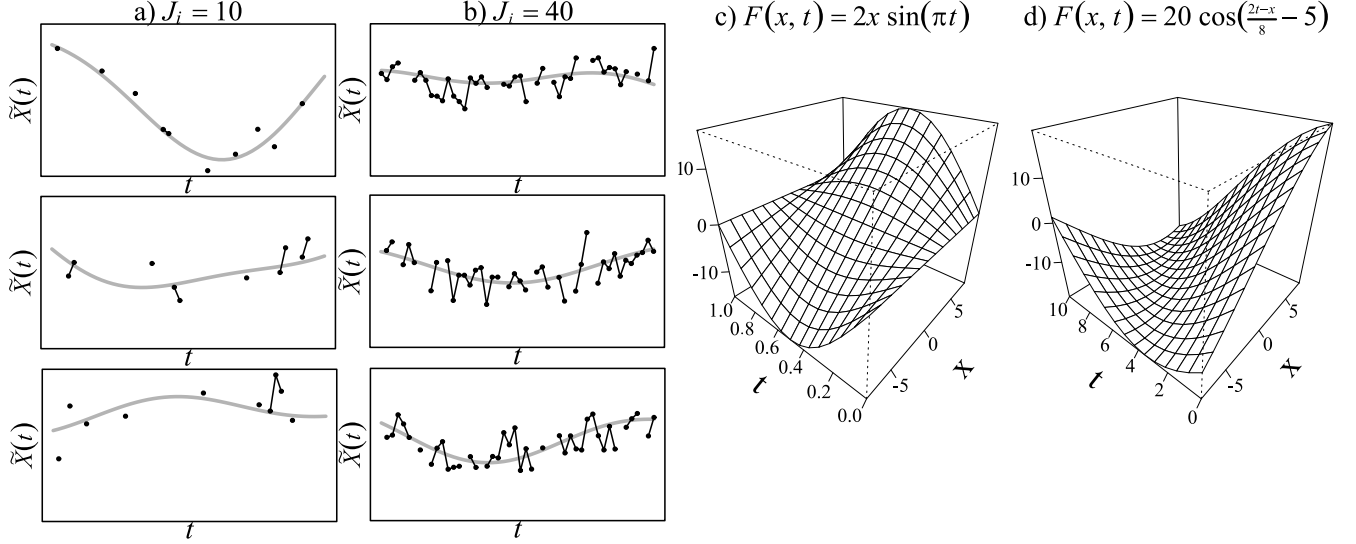 a) J_i = 10
X̃(t)
t
X̃(t)
t
X̃(t)
t
b) J_i = 40
X̃(t)
t
X̃(t)
t
X̃(t)
t
c) F(x, t) = 2x sin(πt)
10
0
-10
1.0
0.8
0.6
0.4
0.2
0.0
t
-5
0
5
x
d) F(x, t) = 20 cos(\frac{2t−x}{8} − 5)
10
0
-10
10
8
6
4
2
0
t
-5
0
5
x